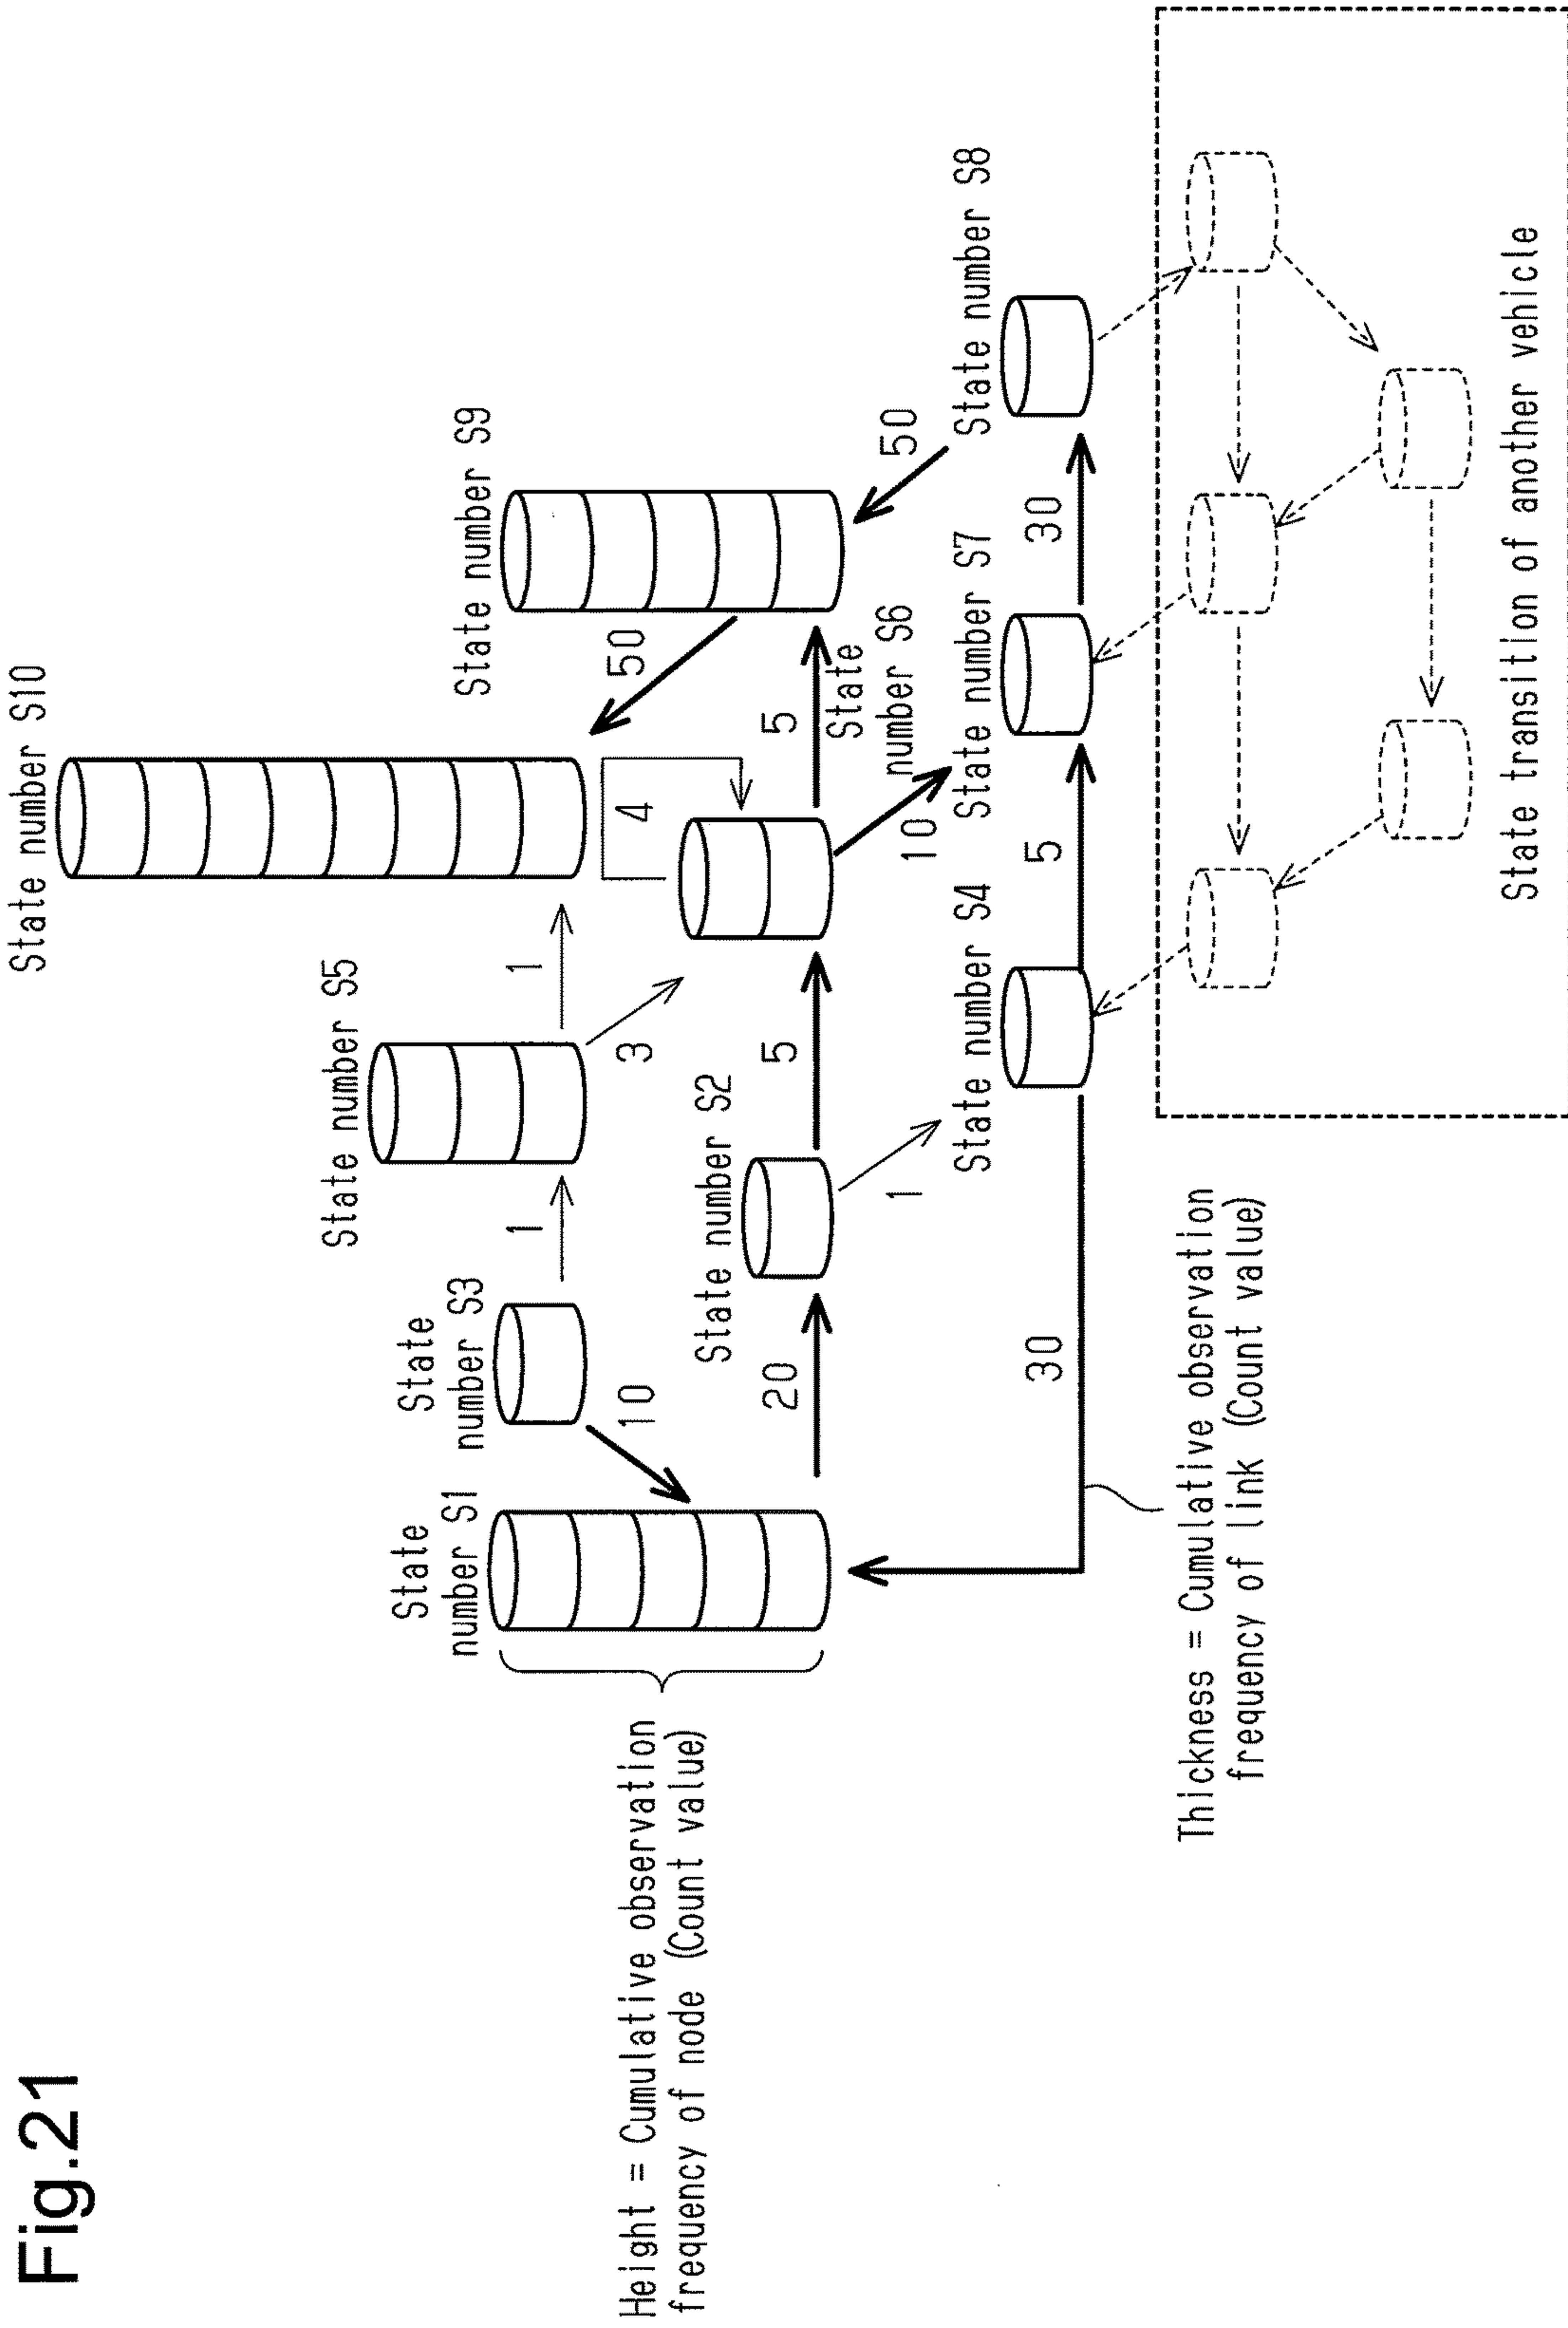 Fig.21
State number S10
State number S5
State
number S3
State
number S1
State number S9
1
1
50
4
10
3
Height = Cumulative observation
frequency of node (Count value)
State number S2
20
5
5
State
number S6
50
1
10
State number S4
State number S7
State number S8
30
5
30
Thickness = Cumulative observation
frequency of link (Count value)
State transition of another vehicle